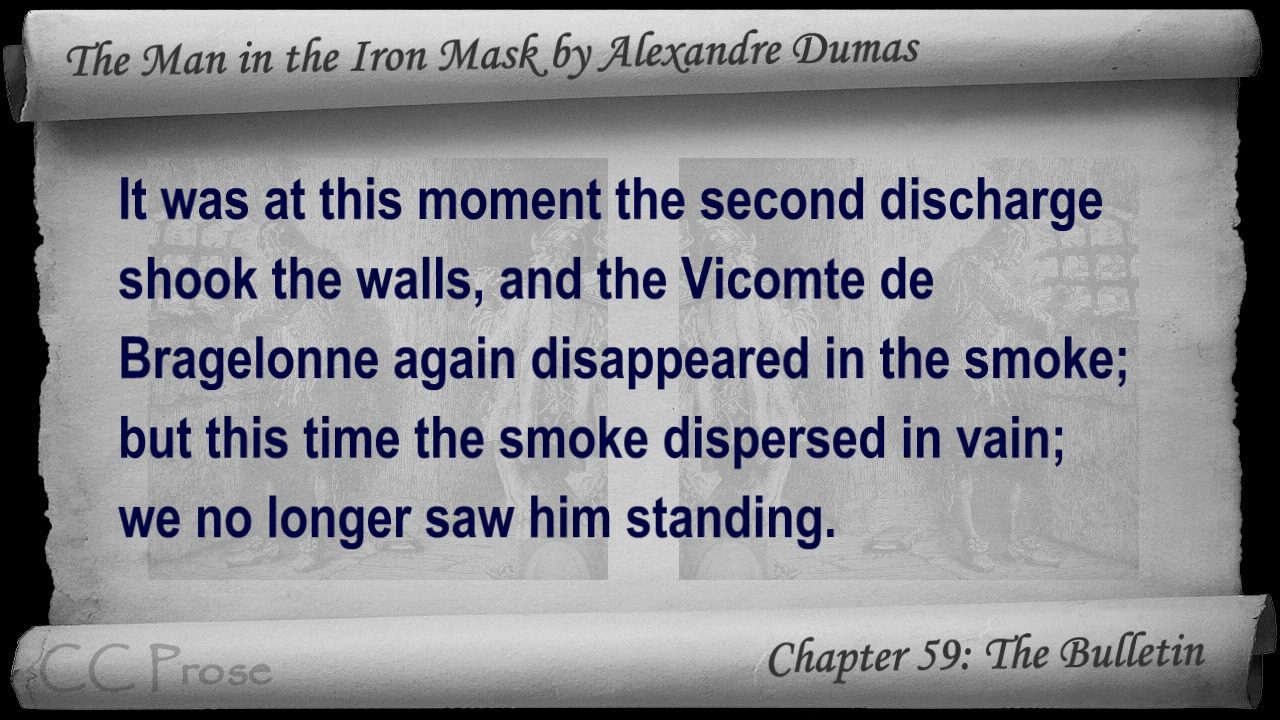 The Man in the Iron Mask by Alexandre Dumas
It was at this moment the second discharge
shook the walls, and the Vicomte de
Bragelonne again disappeared in the smoke;
but this time the smoke dispersed in vain;
we no longer saw him standing.
CC Prose
Chapter 59: The Bulletin